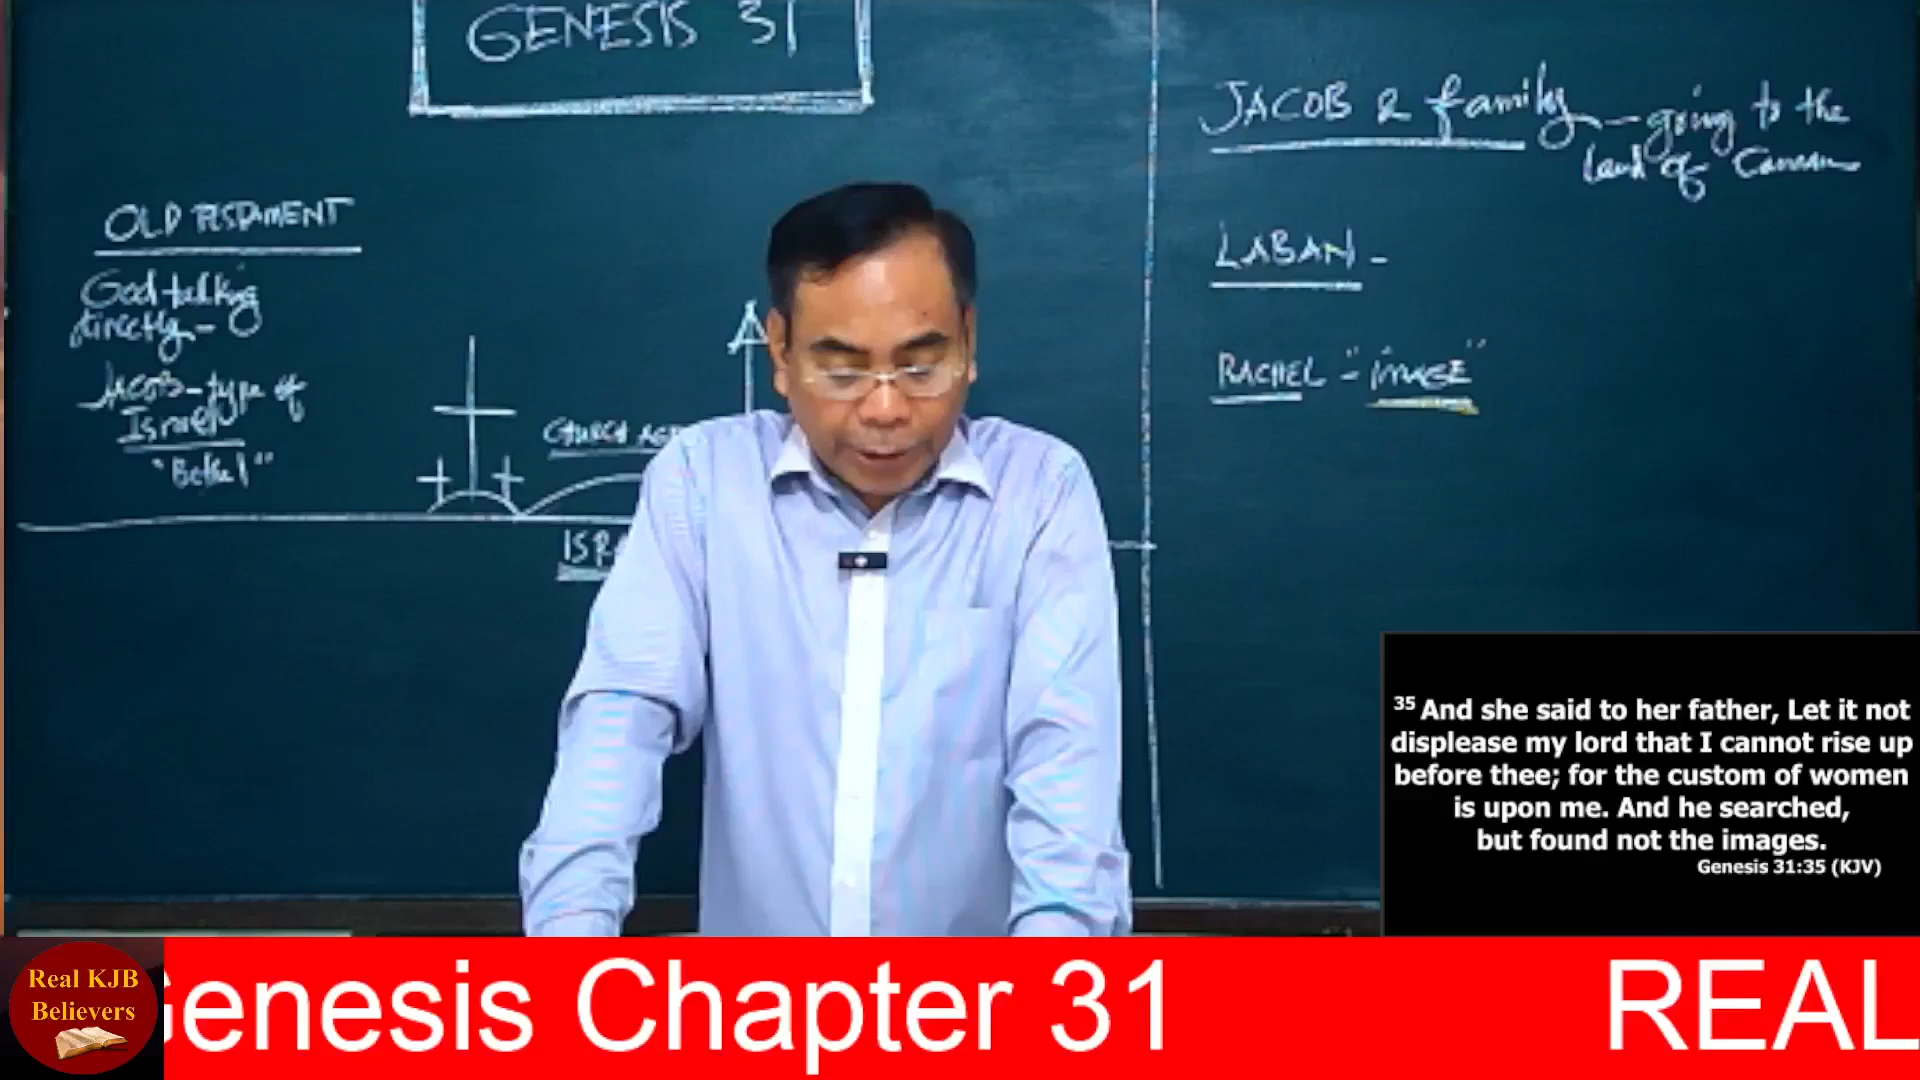 GENESIS 31
OLD TESTAMENT
God talking
directly -
Jacob - type of
Israel
"Bethel"
CHURCH AGE
JACOB & family - going to the
land of Canaan
LABAN -
RACHEL - "image"
35 And she said to her father, Let it not
displease my lord that I cannot rise up
before thee; for the custom of women
is upon me. And he searched,
but found not the images.
Genesis 31:35 (KJV)
Real KJB
Believers
Genesis Chapter 31 REAL